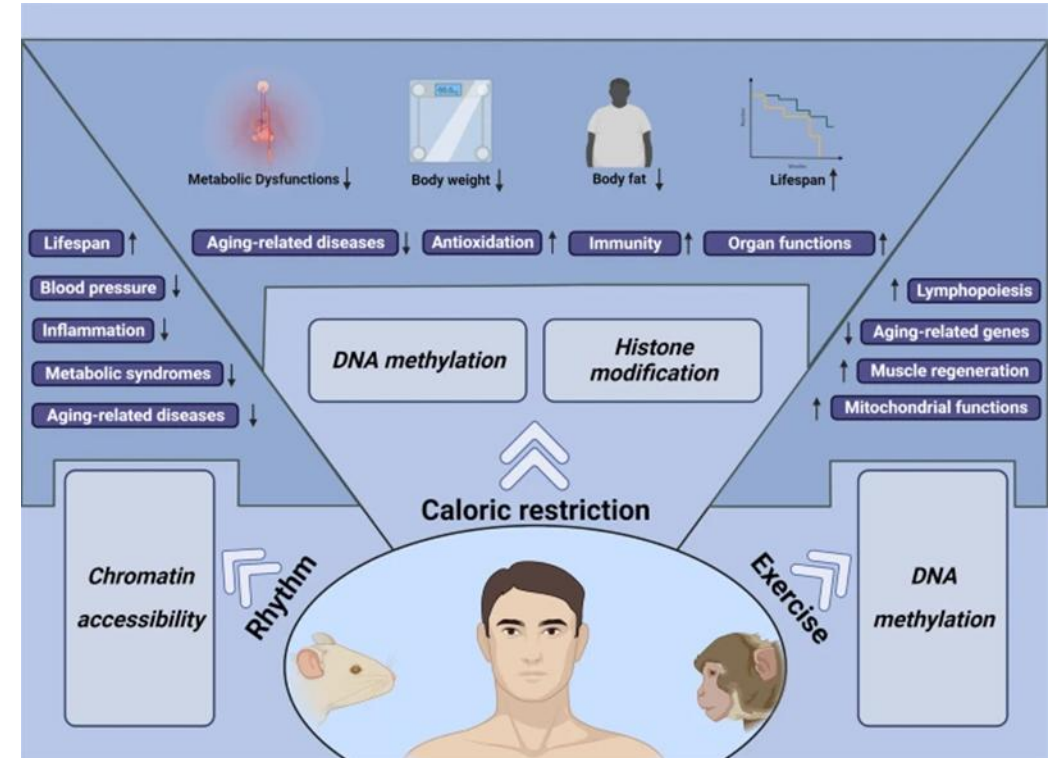 Metabolic Dysfunctions ↓
Body weight ↓
Body fat ↓
Lifespan ↑
Aging-related diseases ↓
Antioxidation ↑
Immunity ↑
Organ functions ↑
Lifespan ↑
Blood pressure ↓
Inflammation ↓
Metabolic syndromes ↓
Aging-related diseases ↓
↑ Lymphopoiesis
↓ Aging-related genes
↑ Muscle regeneration
↑ Mitochondrial functions
DNA methylation
Histone
modification
Caloric restriction
Rhythm
Exercise
Chromatin
accessibility
DNA
methylation